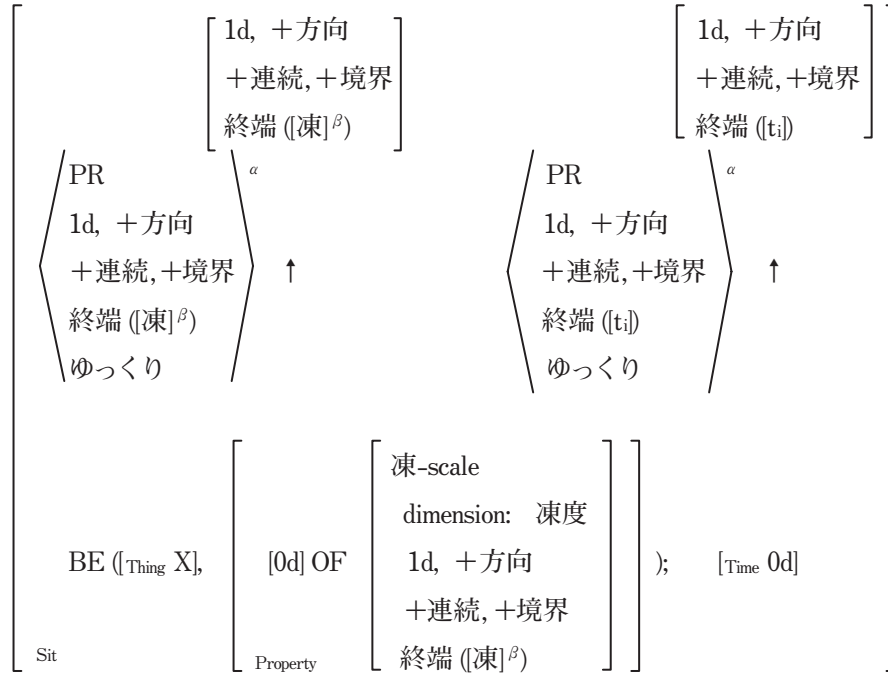 1d, ＋方向
＋連続,＋境界
終端 ([凍]β)
1d, ＋方向
＋連続,＋境界
終端 ([ti])
PR α
1d, ＋方向
＋連続,＋境界 ↑
終端 ([凍]β)
ゆっくり
PR α
1d, ＋方向
＋連続,＋境界 ↑
終端 ([ti])
ゆっくり
凍-scale
dimension: 凍度
BE ([Thing X], [0d] OF 1d, ＋方向 ); [Time 0d]
＋連続,＋境界
Sit Property 終端 ([凍]β)